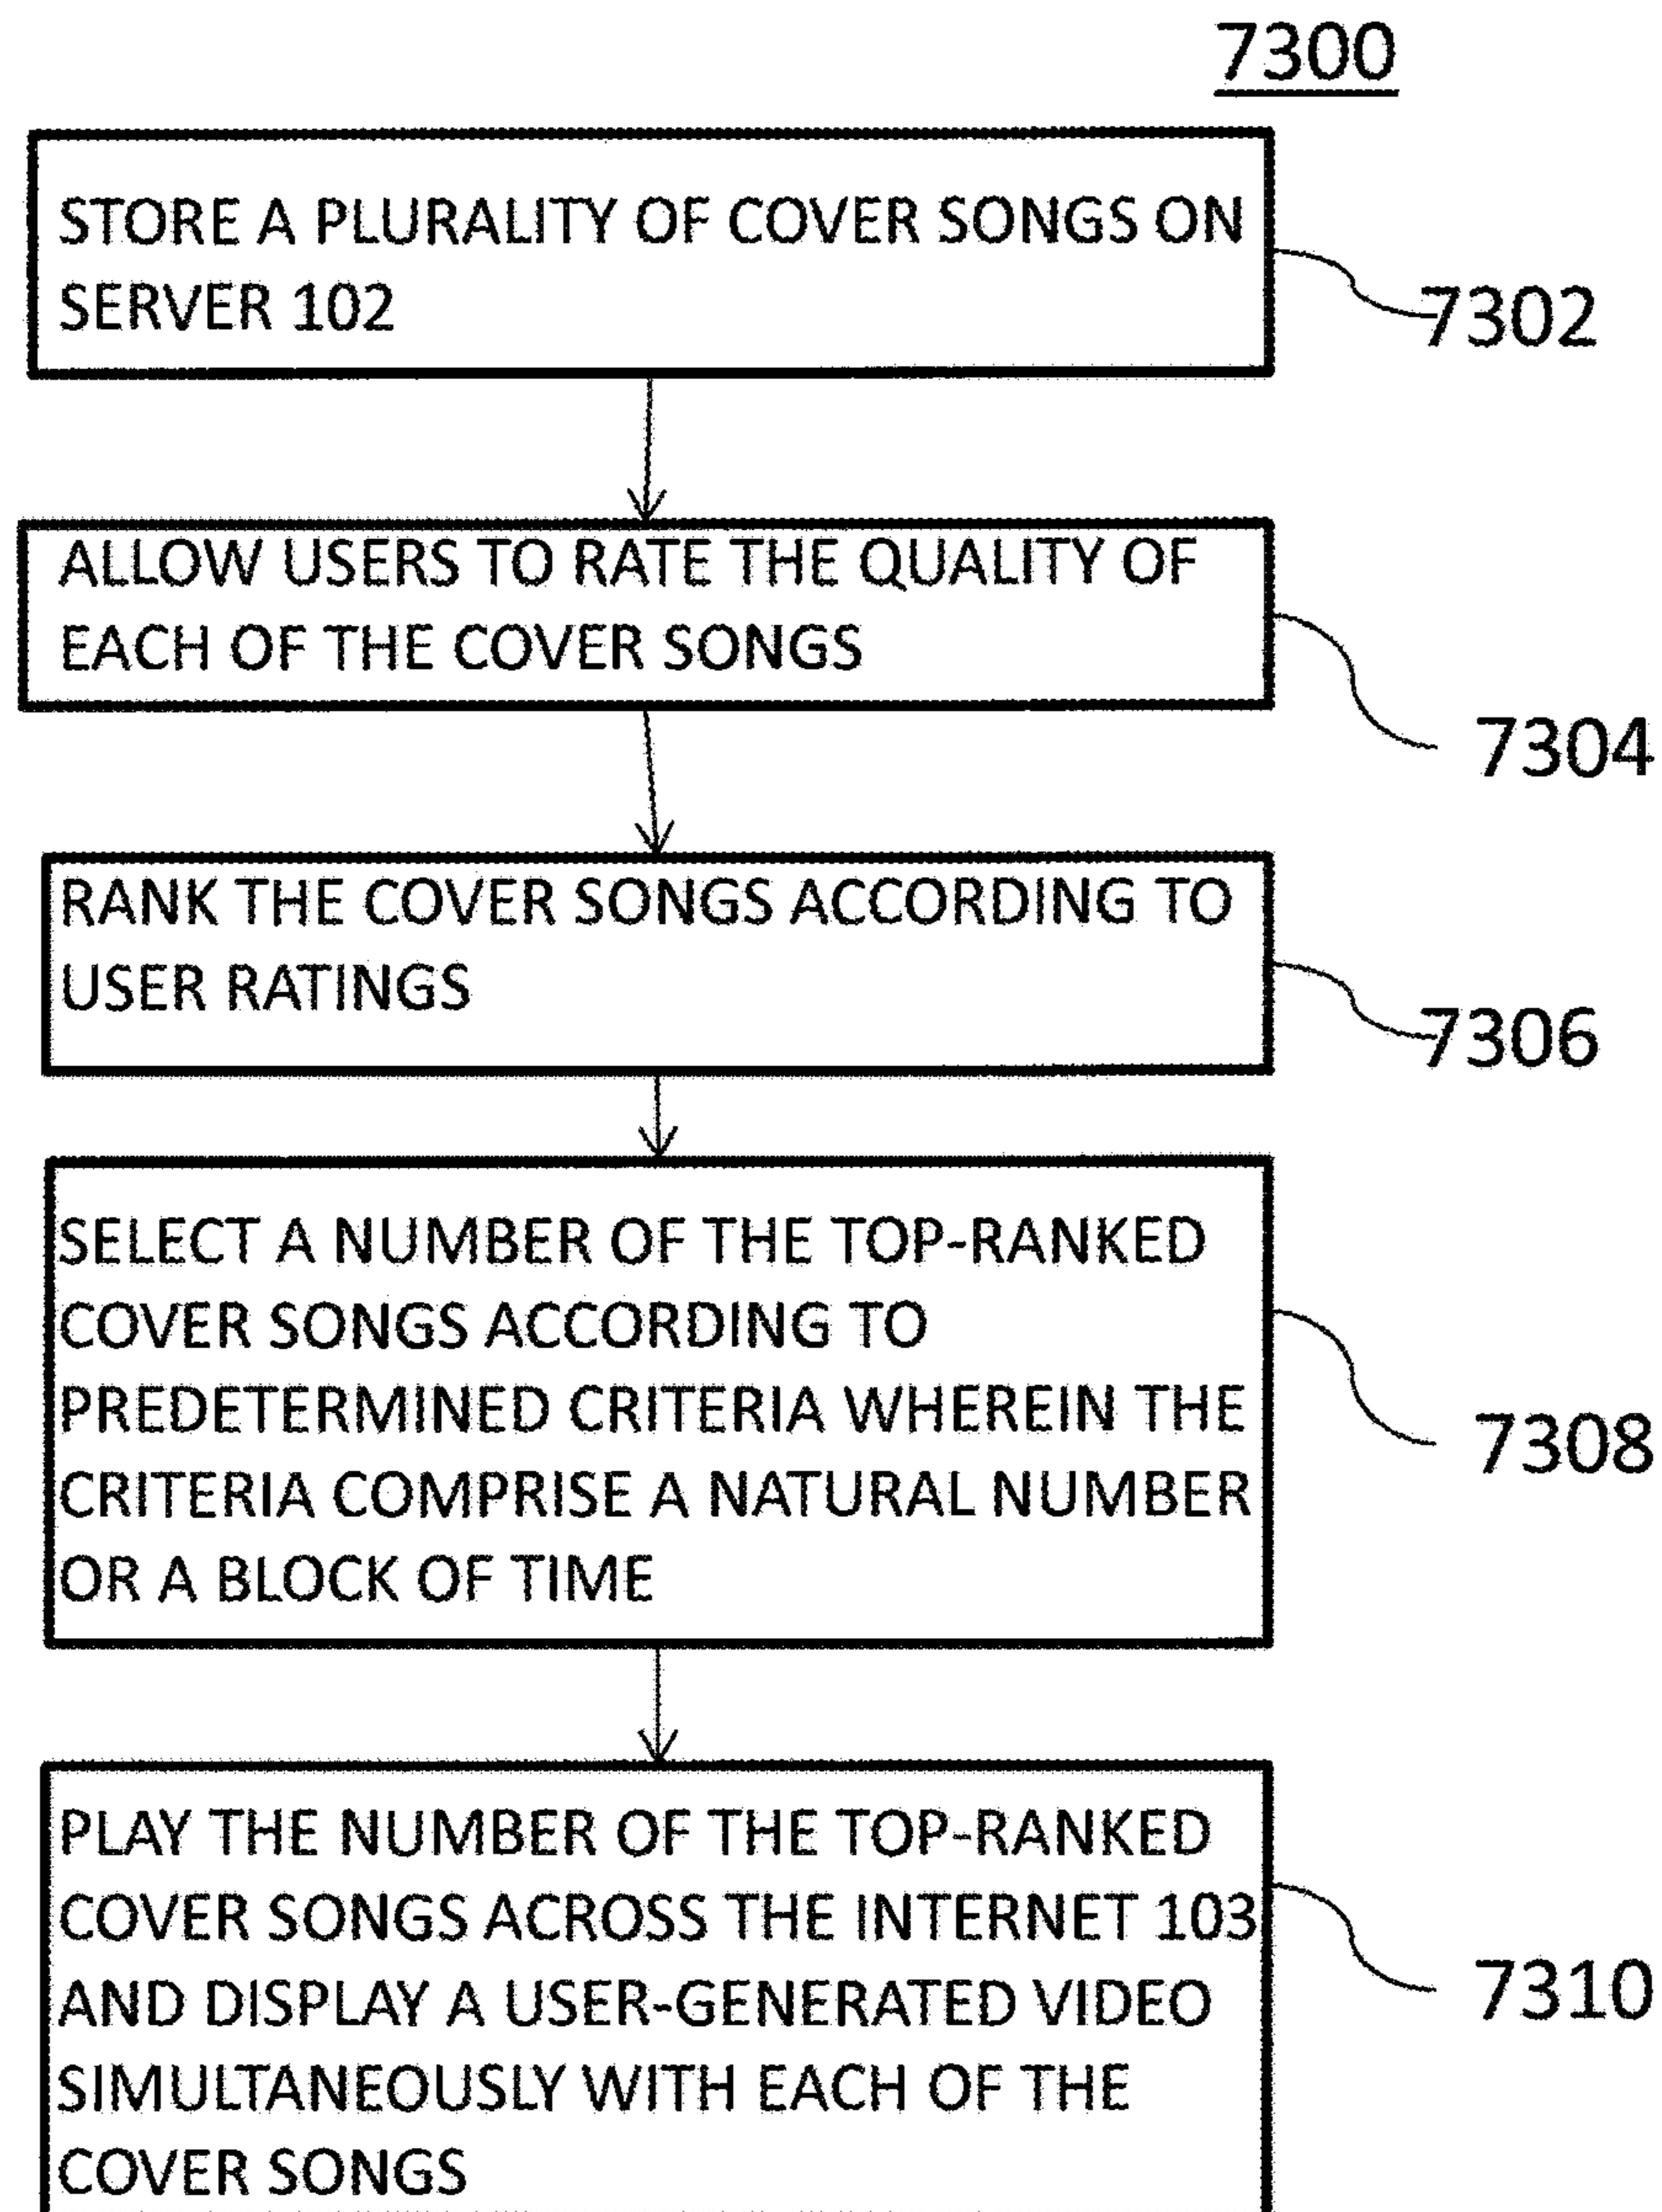 7300
STORE A PLURALITY OF COVER SONGS ON
SERVER 102
7302
ALLOW USERS TO RATE THE QUALITY OF
EACH OF THE COVER SONGS
7304
RANK THE COVER SONGS ACCORDING TO
USER RATINGS
7306
SELECT A NUMBER OF THE TOP-RANKED
COVER SONGS ACCORDING TO
PREDETERMINED CRITERIA WHEREIN THE
CRITERIA COMPRISE A NATURAL NUMBER
OR A BLOCK OF TIME
7308
PLAY THE NUMBER OF THE TOP-RANKED
COVER SONGS ACROSS THE INTERNET 103
AND DISPLAY A USER-GENERATED VIDEO
SIMULTANEOUSLY WITH EACH OF THE
COVER SONGS
7310